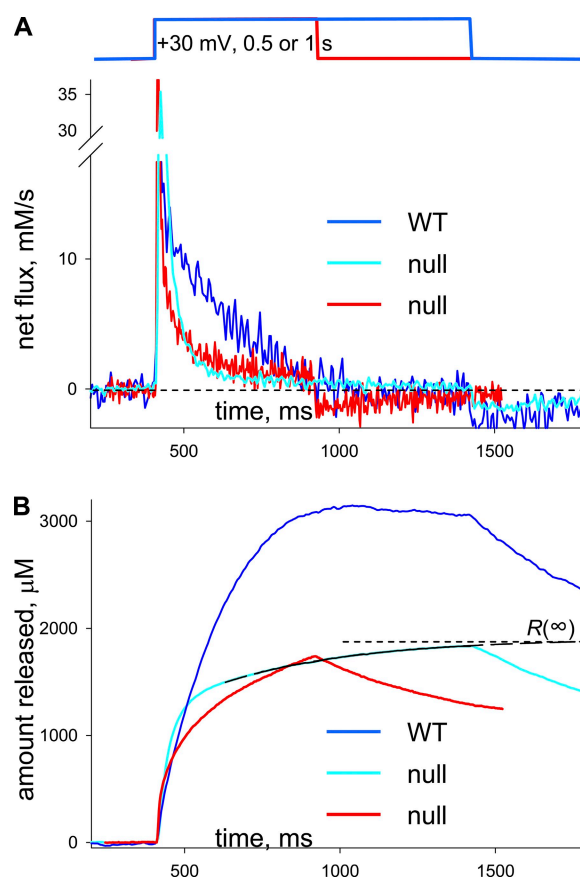 A
+30 mV, 0.5 or 1 s
35
30
10
0
net flux, mM/s
WT
null
null
time, ms
500
1000
1500
B
3000
2000
1000
0
amount released, μM
R(∞)
WT
null
null
time, ms
500
1000
1500